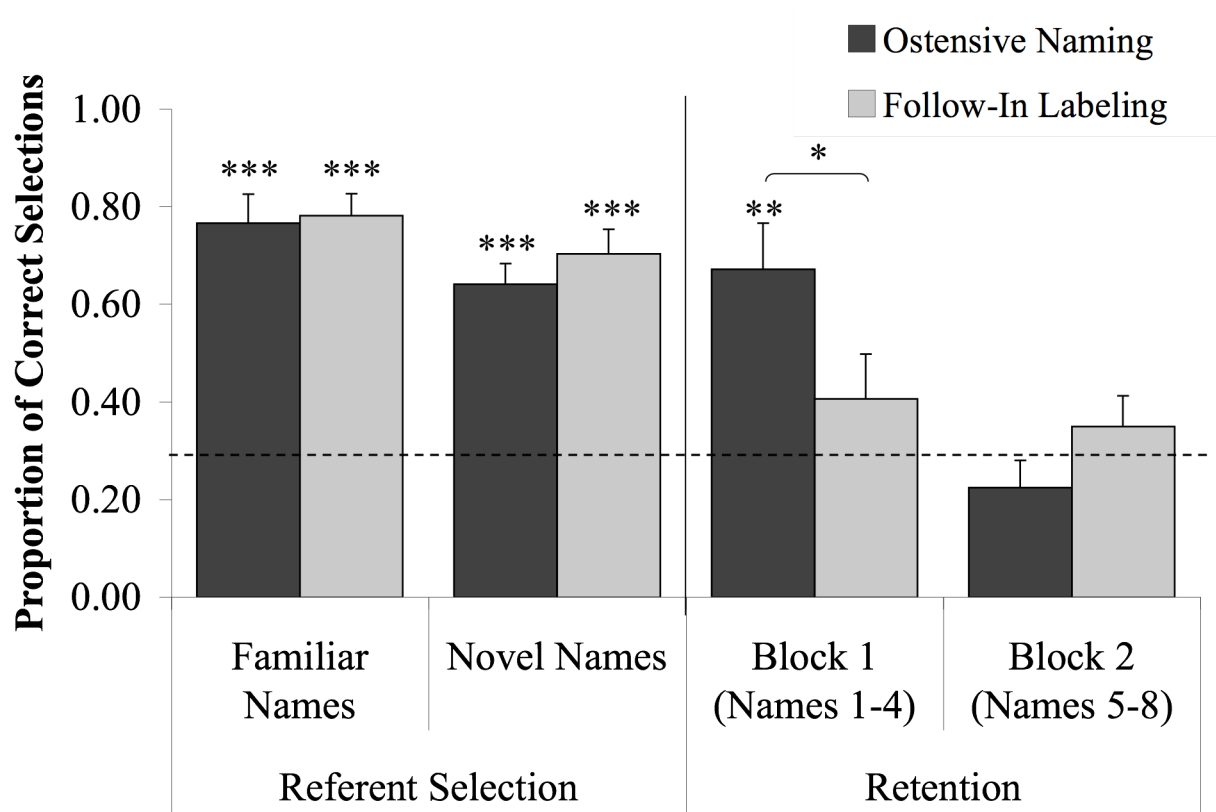 Ostensive Naming
Follow-In Labeling
Proportion of Correct Selections
1.00
0.80
0.60
0.40
0.20
0.00
*** ***
*** ***
**
*
Familiar Names
Novel Names
Block 1
(Names 1-4)
Block 2
(Names 5-8)
Referent Selection
Retention